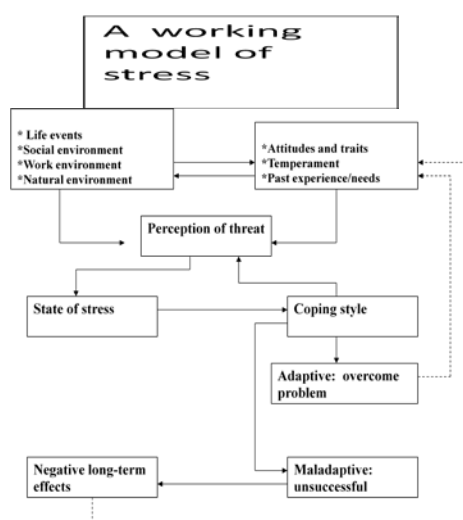 A working
model of
stress
* Life events
*Social environment
*Work environment
*Natural environment
*Attitudes and traits
*Temperament
*Past experience/needs
Perception of threat
State of stress
Coping style
Adaptive: overcome
problem
Negative long-term
effects
Maladaptive:
unsuccessful